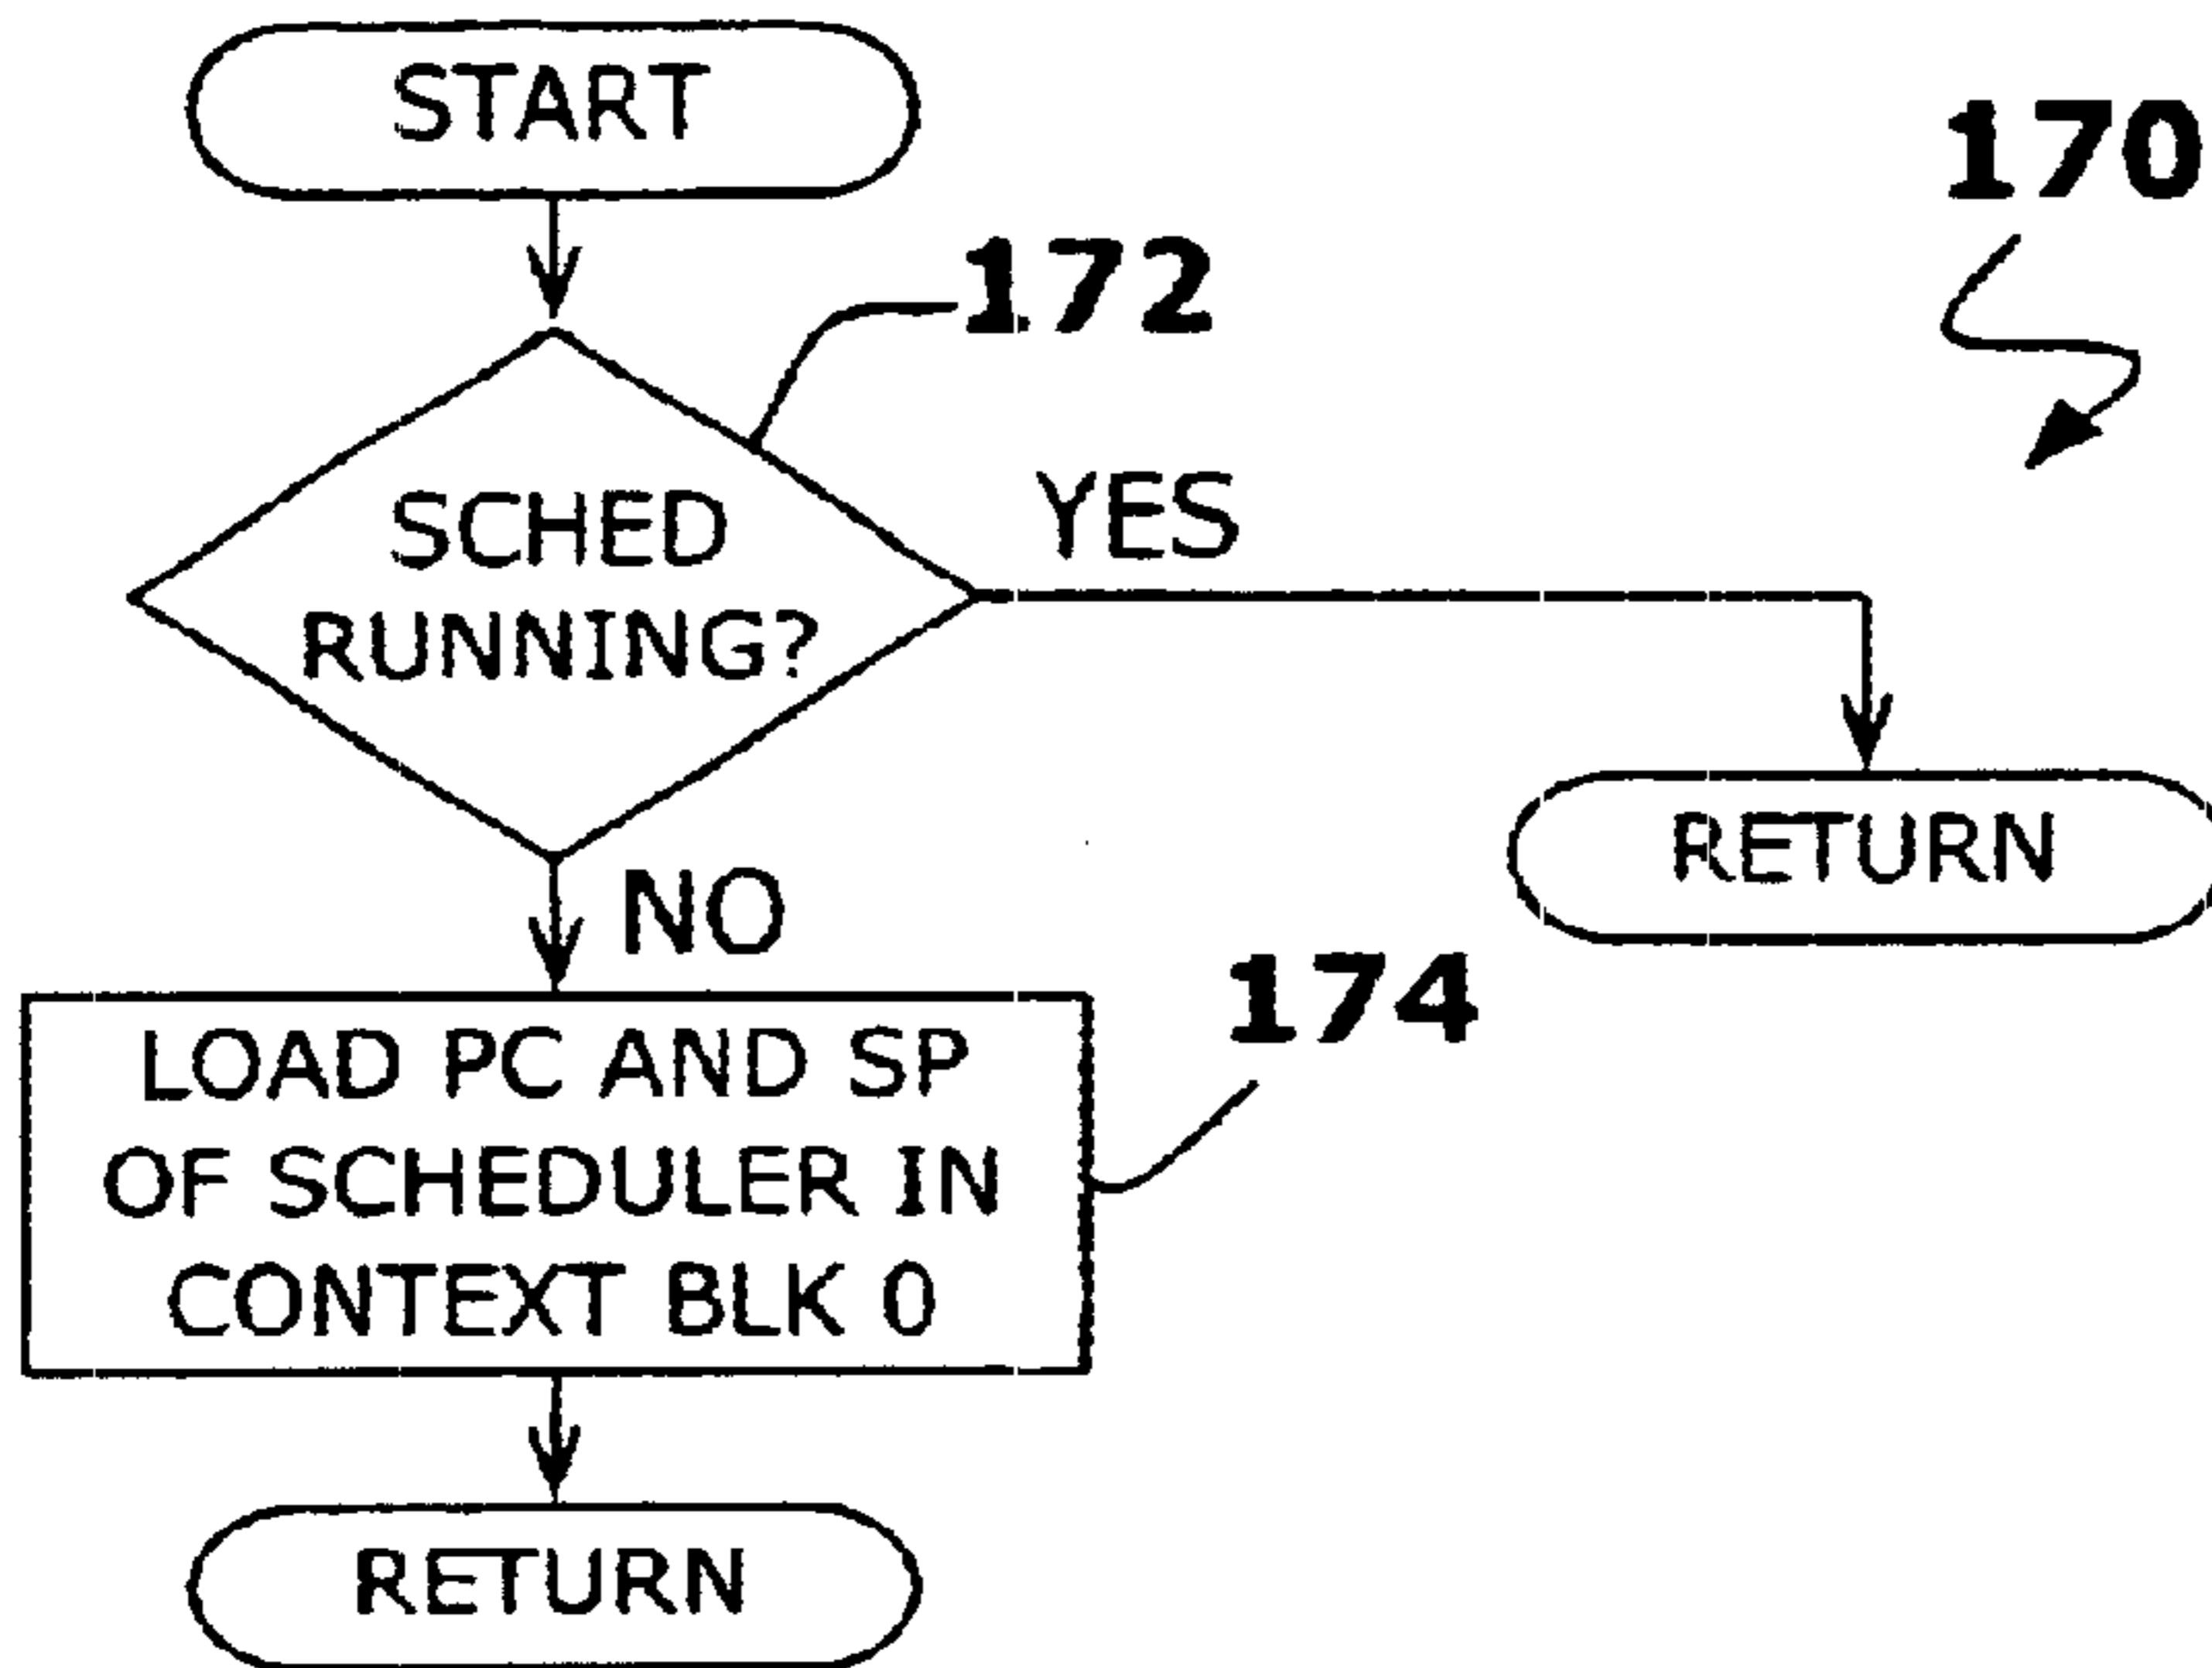 START
170
172
SCHED
RUNNING?
YES
RETURN
NO
174
LOAD PC AND SP
OF SCHEDULER IN
CONTEXT BLK 0
RETURN